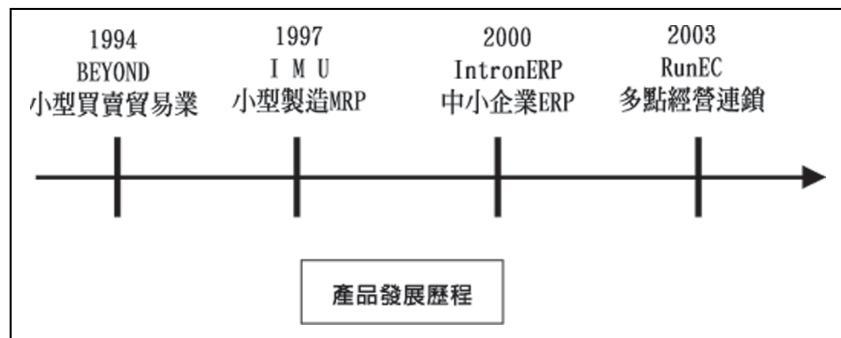 1994
BEYOND
小型買賣貿易業
1997
I M U
小型製造MRP
2000
IntronERP
中小企業ERP
2003
RunEC
多點經營連鎖
產品發展歷程